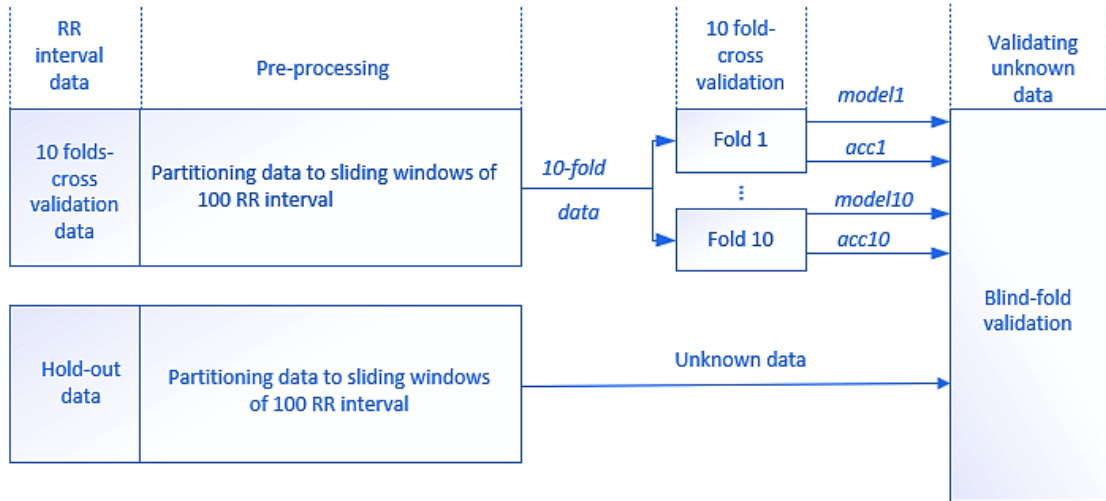 RR
interval
data
Pre-processing
10 fold-
cross
validation
Validating
unknown
data
10 folds-
cross
validation
data
Partitioning data to sliding windows of
100 RR interval
10-fold
data
Fold 1
⋮
Fold 10
model1
acc1
model10
acc10
Blind-fold
validation
Hold-out
data
Partitioning data to sliding windows
of 100 RR interval
Unknown data